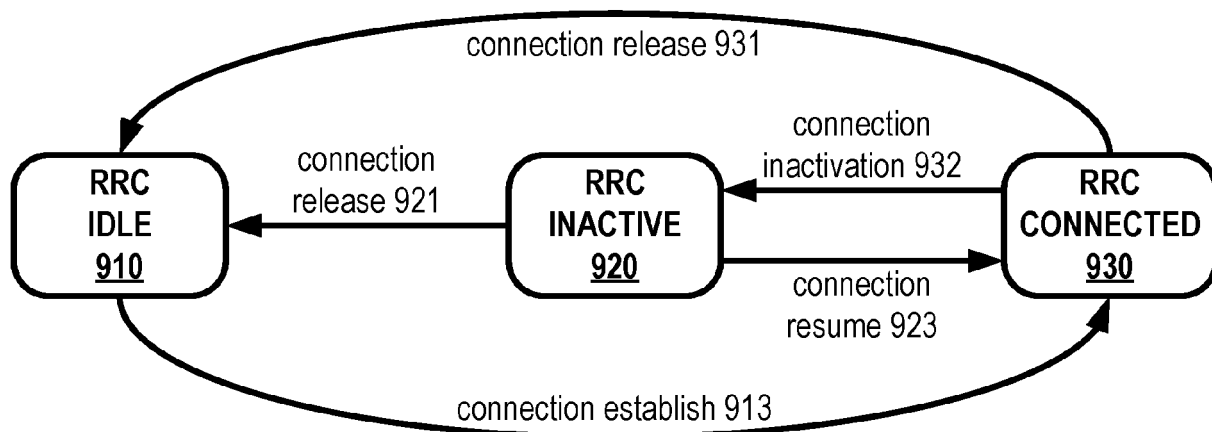 connection release 931
RRC
IDLE
910
connection
release 921
RRC
INACTIVE
920
connection
inactivation 932
connection
resume 923
RRC
CONNECTED
930
connection establish 913